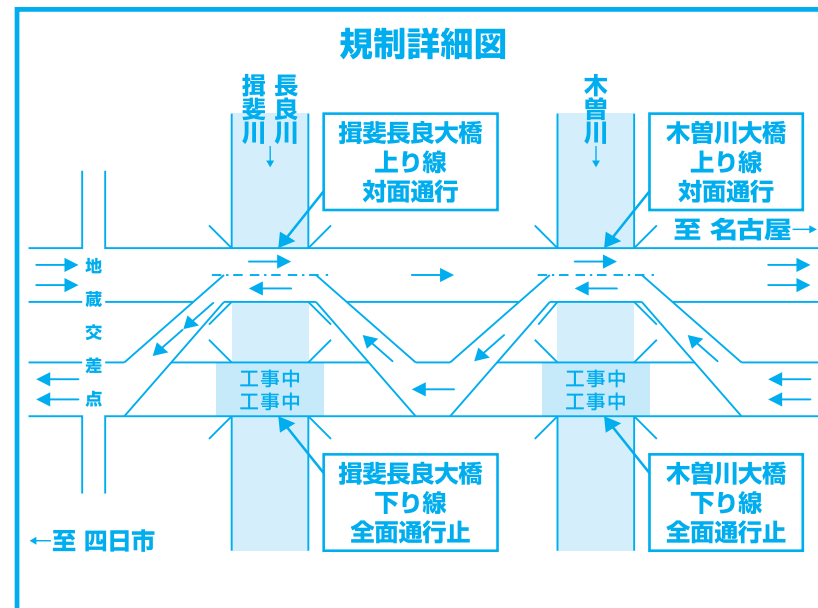 規制詳細図
揖斐川
長良川
↓
木曽川
↓
揖斐長良大橋
上り線
対面通行
木曽川大橋
上り線
対面通行
至 名古屋→
地蔵交差点
工事中
工事中
工事中
工事中
揖斐長良大橋
下り線
全面通行止
木曽川大橋
下り線
全面通行止
←至 四日市